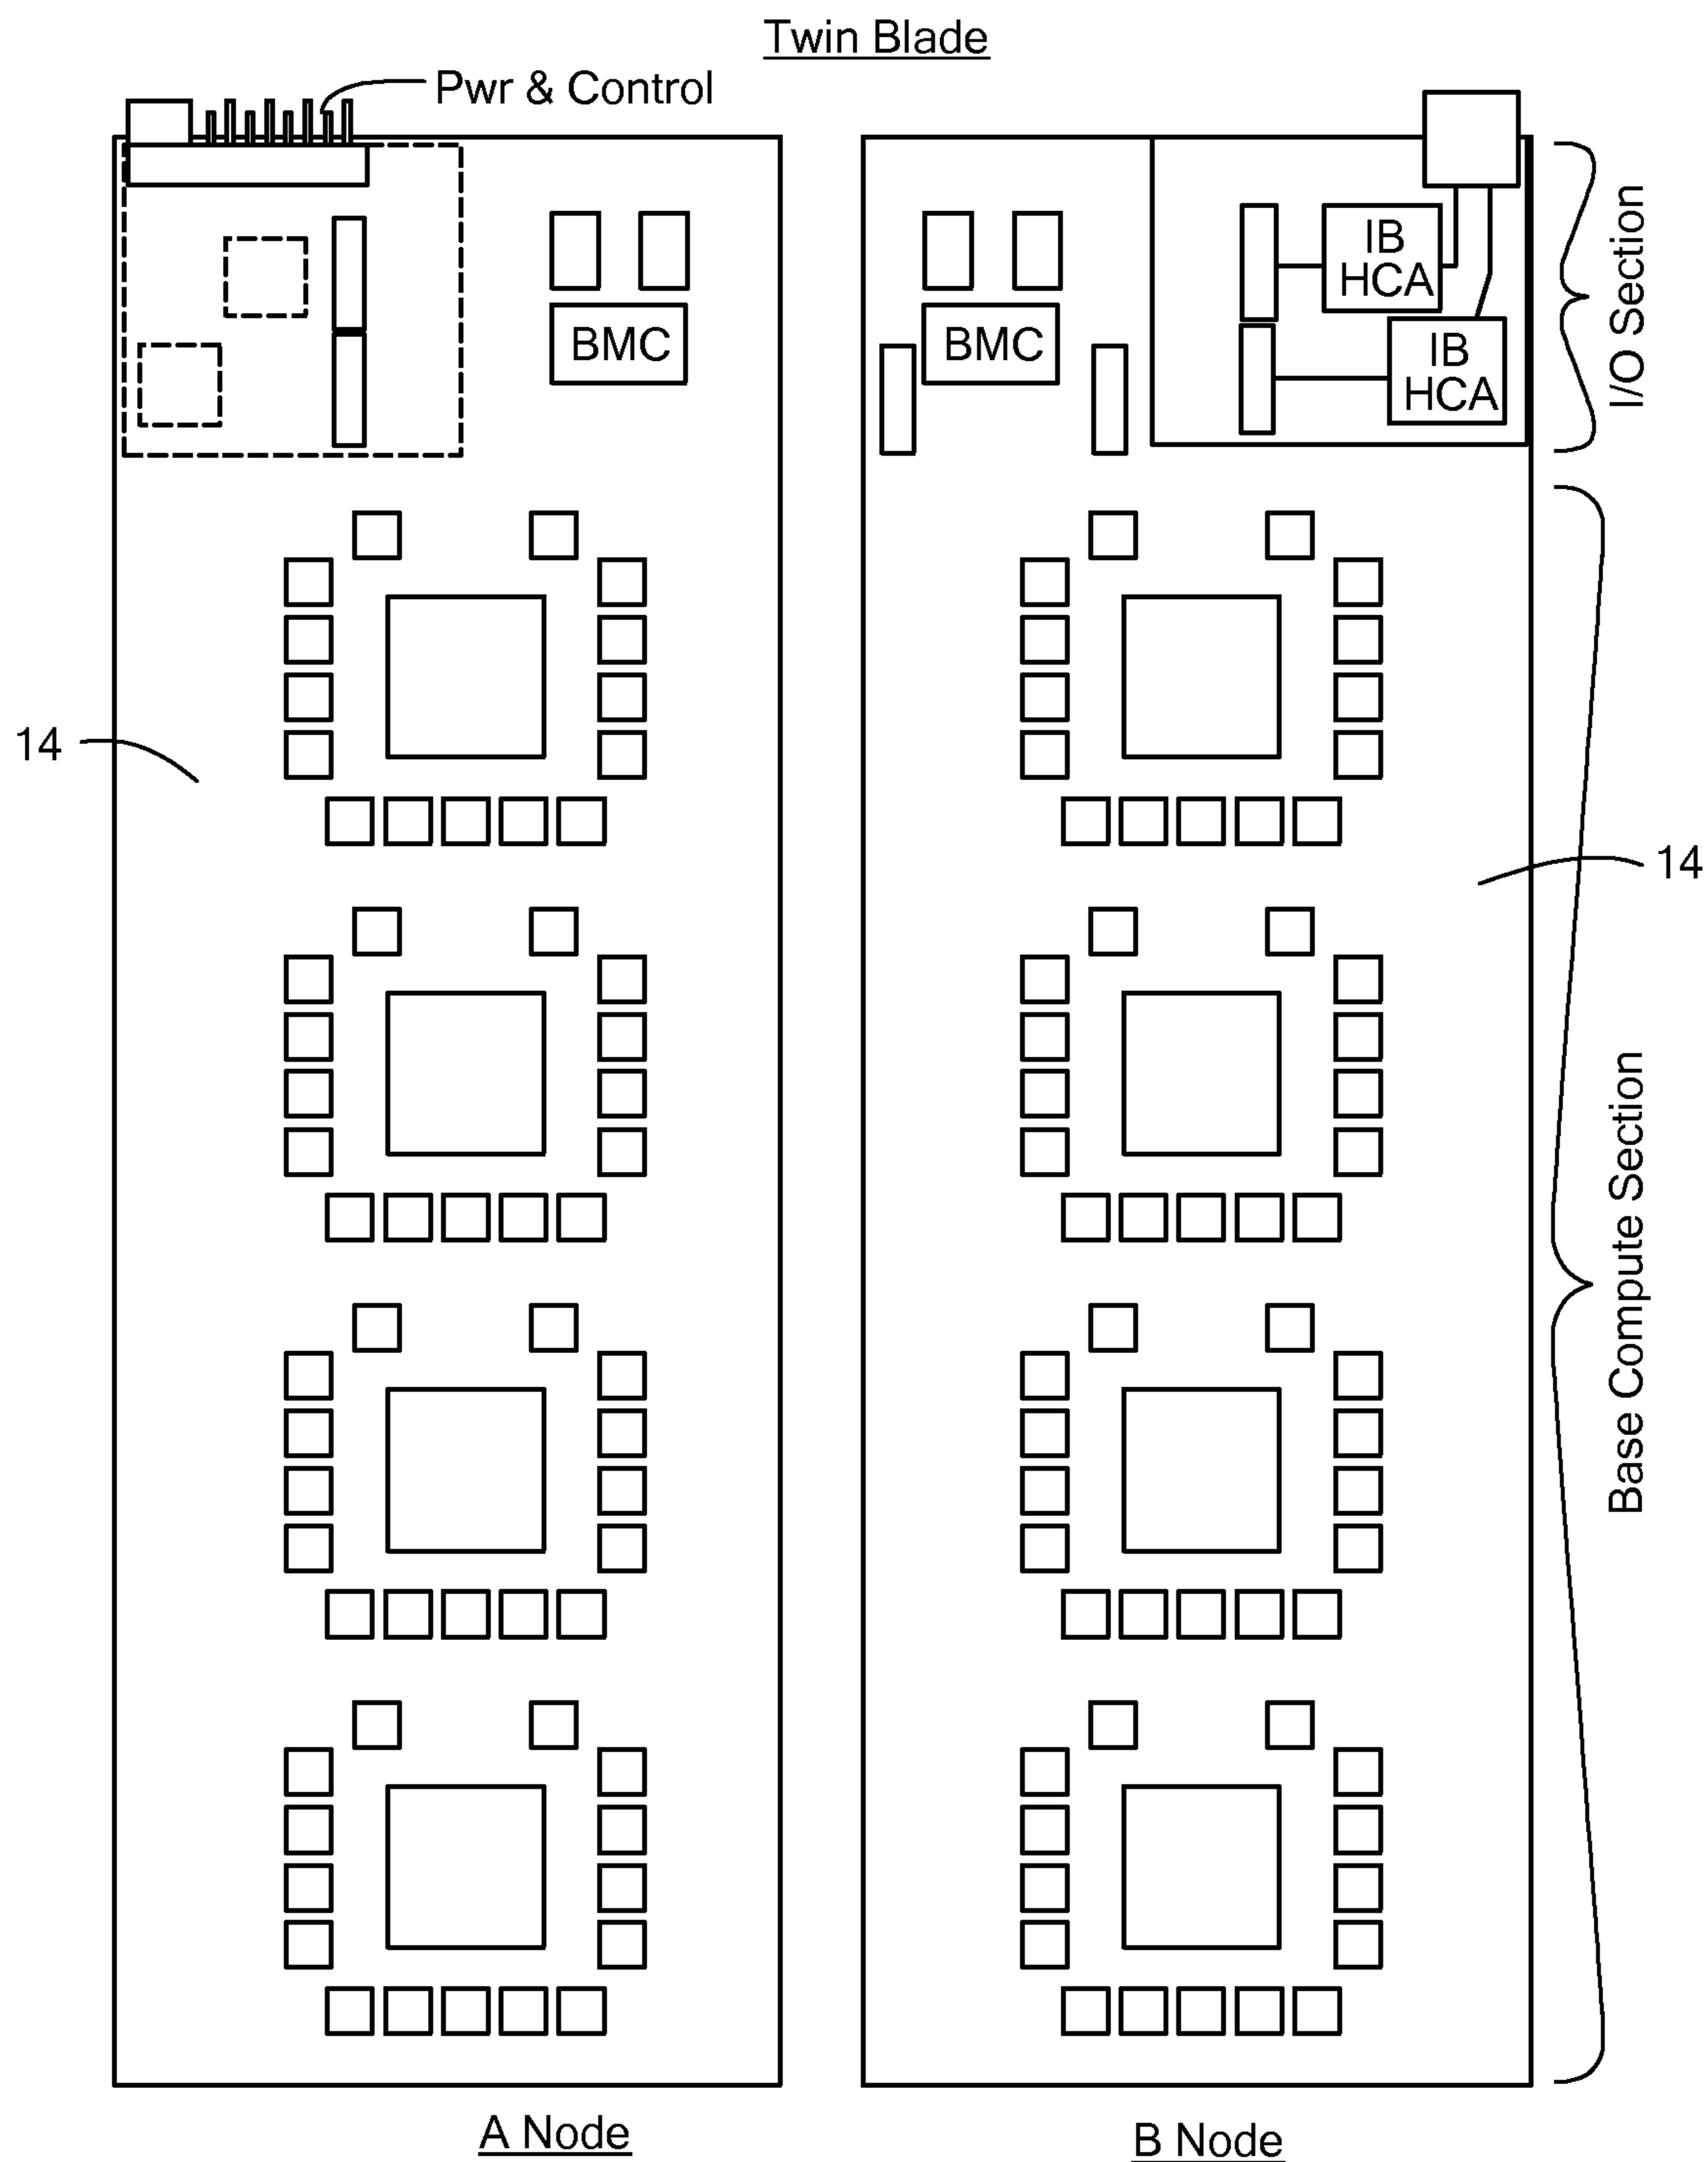 Twin Blade
Pwr & Control
IB
HCA
IB
HCA
BMC
BMC
I/O Section
14
14
Base Compute Section
A Node
B Node